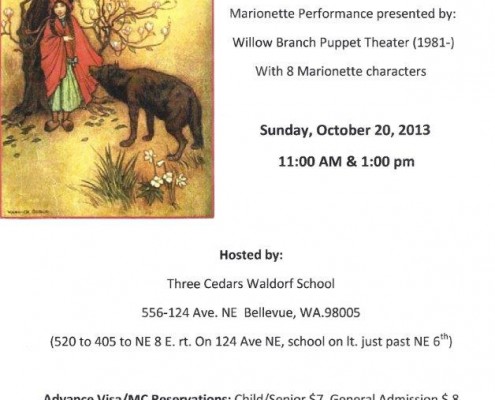 Marionette Performance presented by:
Willow Branch Puppet Theater (1981-)
With 8 Marionette characters
Sunday, October 20, 2013
11:00 AM & 1:00 pm
Hosted by:
Three Cedars Waldorf School
556-124 Ave. NE  Bellevue, WA.98005
(520 to 405 to NE 8 E. rt. On 124 Ave NE, school on lt. just past NE 6th)
Advance Visa/MC Reservations: Child/Senior $7, General Admission $ 8